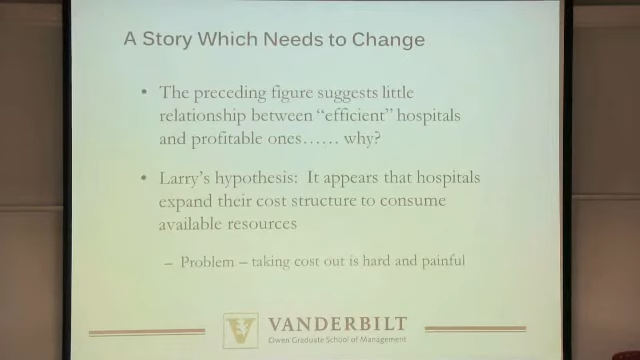 A Story Which Needs to Change
• The preceding figure suggests little
relationship between “efficient” hospitals
and profitable ones…… why?
• Larry’s hypothesis: It appears that hospitals
expand their cost structure to consume
available resources
– Problem – taking cost out is hard and painful
V
VANDERBILT
Owen Graduate School of Management